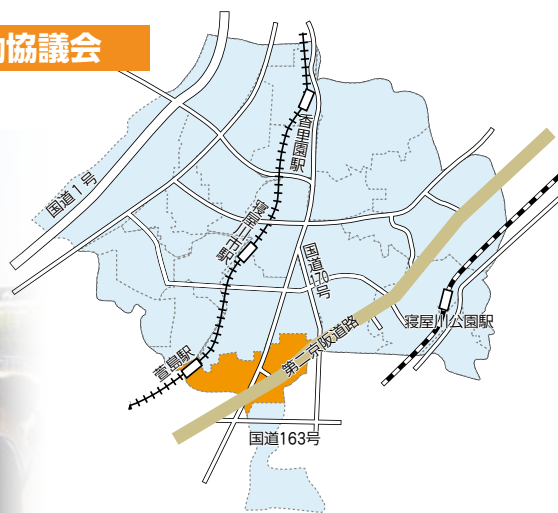 協議会
香里園駅
国道1号
寝屋川市駅
国道170号
寝屋川公園駅
第二京阪道路
萱島駅
国道163号